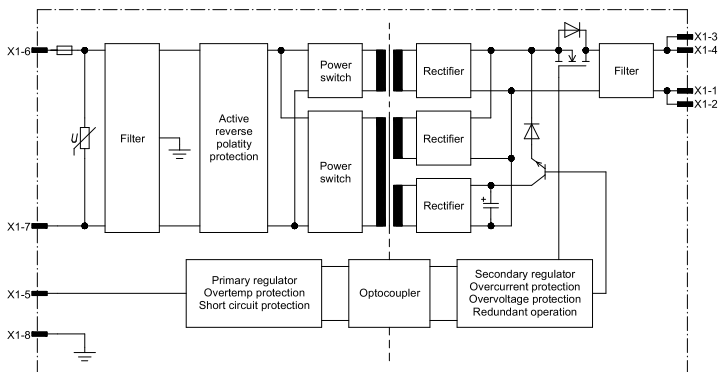 X1-6
X1-7
X1-5
X1-8
U
Filter
Active
reverse
polatity
protection
Power
switch
Power
switch
Rectifier
Rectifier
Rectifier
+
Filter
X1-3
X1-4
X1-1
X1-2
Primary regulator
Overtemp protection
Short circuit protection
Optocoupler
Secondary regulator
Overcurrent protection
Overvoltage protection
Redundant operation